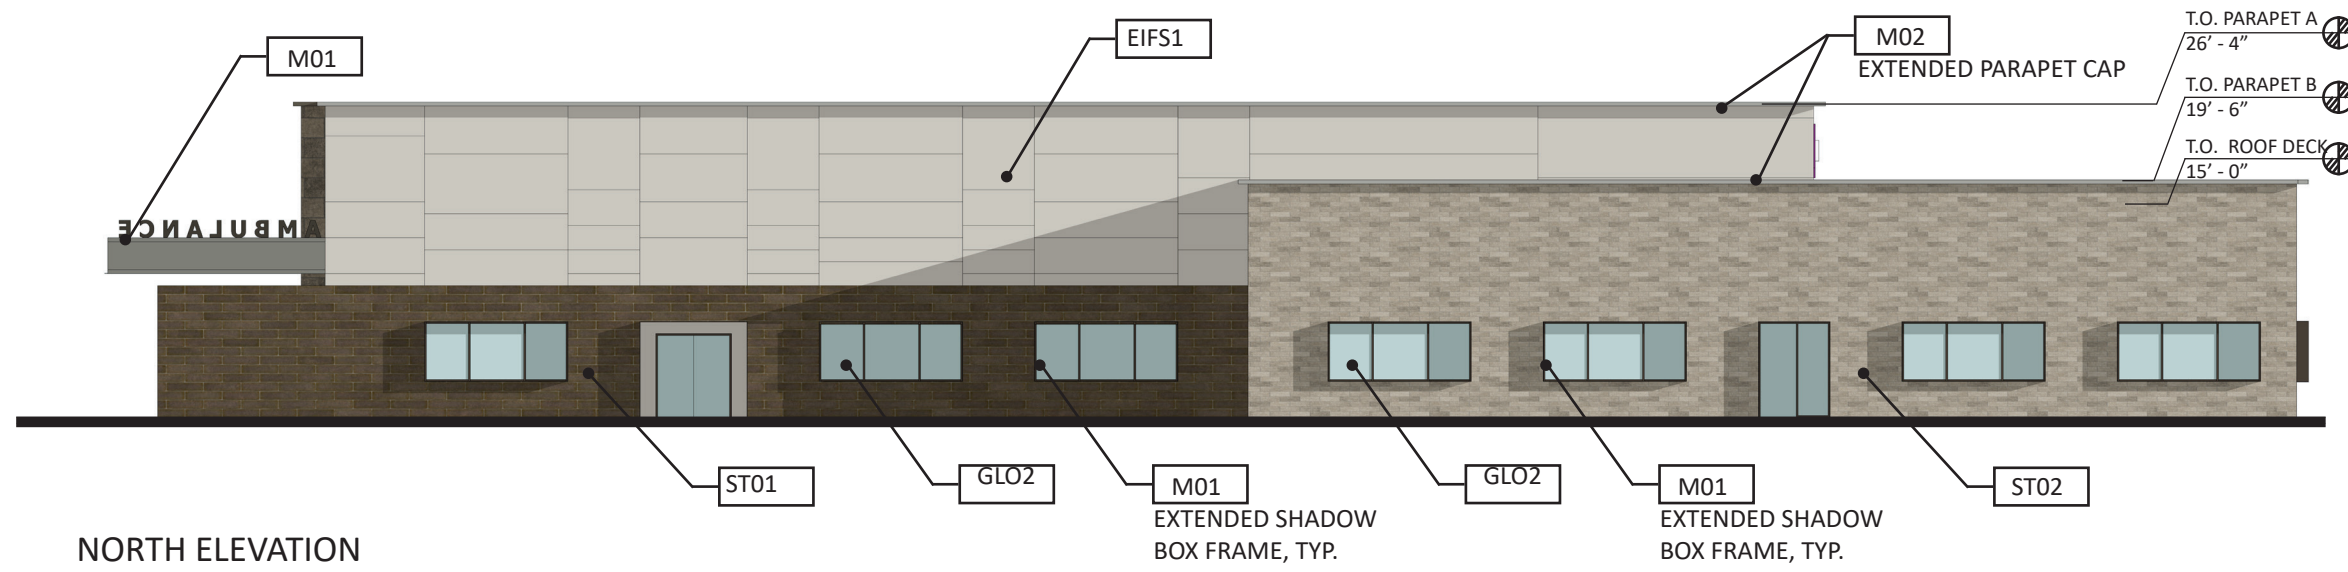 T.O. PARAPET A
26’ - 4”
M01
EIFS1
M02
EXTENDED PARAPET CAP
T.O. PARAPET B
19’ - 6”
T.O. ROOF DECK
15’ - 0”
AMBULANCE
ST01
GLO2
M01
EXTENDED SHADOW
BOX FRAME, TYP.
GLO2
M01
EXTENDED SHADOW
BOX FRAME, TYP.
ST02
NORTH ELEVATION